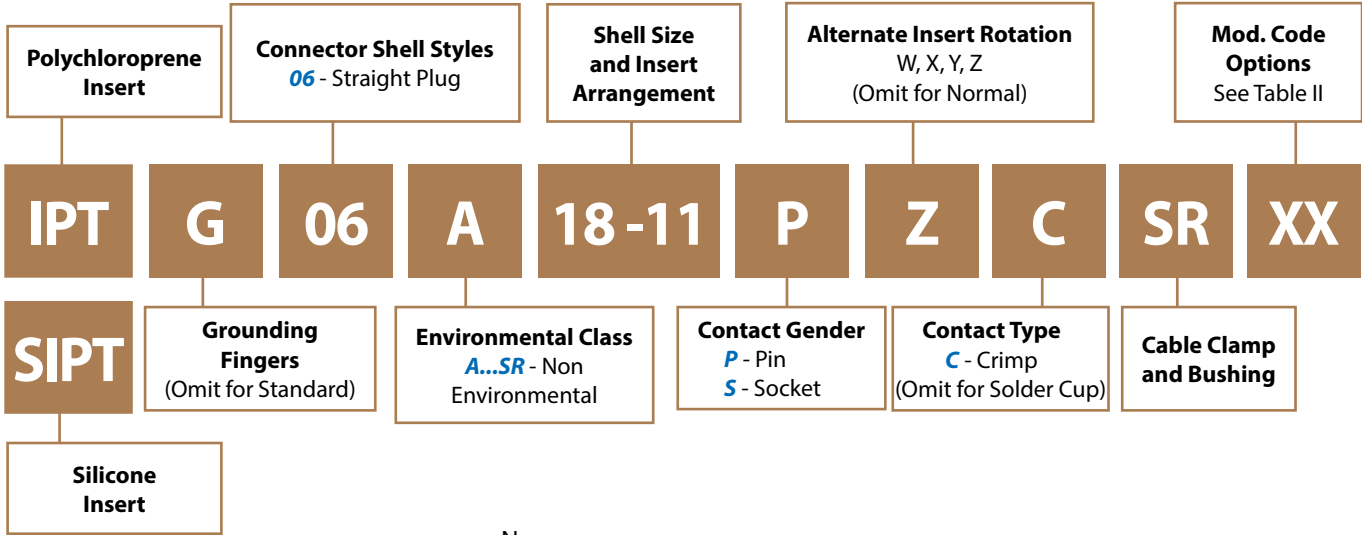 Polychloroprene
Insert
Connector Shell Styles
06 - Straight Plug
Shell Size
and Insert
Arrangement
Alternate Insert Rotation
W, X, Y, Z
(Omit for Normal)
Mod. Code
Options
See Table II
IPT G 06 A 18 -11 P Z C SR XX
SIPT
Grounding
Fingers
(Omit for Standard)
Environmental Class
A...SR - Non
Environmental
Contact Gender
P - Pin
S - Socket
Contact Type
C - Crimp
(Omit for Solder Cup)
Cable Clamp
and Bushing
Silicone
Insert